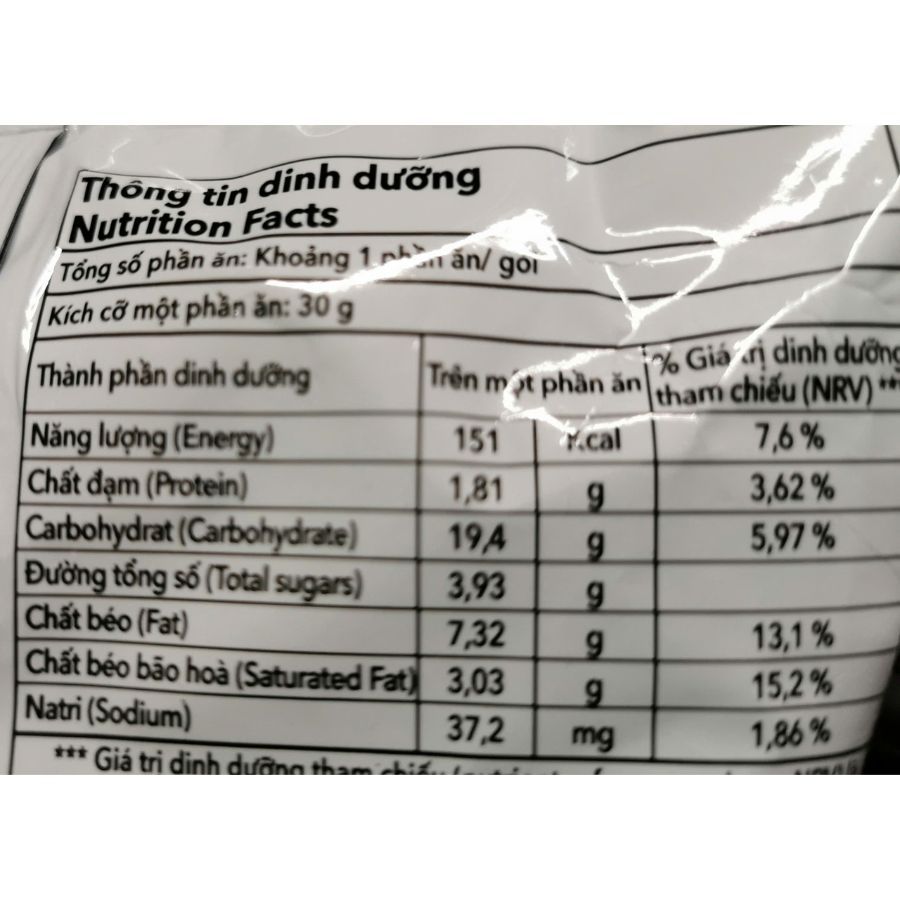 Thông tin dinh dưỡng
Nutrition Facts
Tổng số phần ăn: Khoảng 1 phần ăn/ gói
Kích cỡ một phần ăn: 30 g
Thành phần dinh dưỡng Trên một phần ăn % Giá trị dinh dưỡng
tham chiếu (NRV) ***
Năng lượng (Energy) 151 Kcal 7,6 %
Chất đạm (Protein) 1,81 g 3,62 %
Carbohydrat (Carbohydrate) 19,4 g 5,97 %
Đường tổng số (Total sugars) 3,93 g
Chất béo (Fat) 7,32 g 13,1 %
Chất béo bão hoà (Saturated Fat) 3,03 g 15,2 %
Natri (Sodium) 37,2 mg 1,86 %
*** Giá trị dinh dưỡng tham chiếu